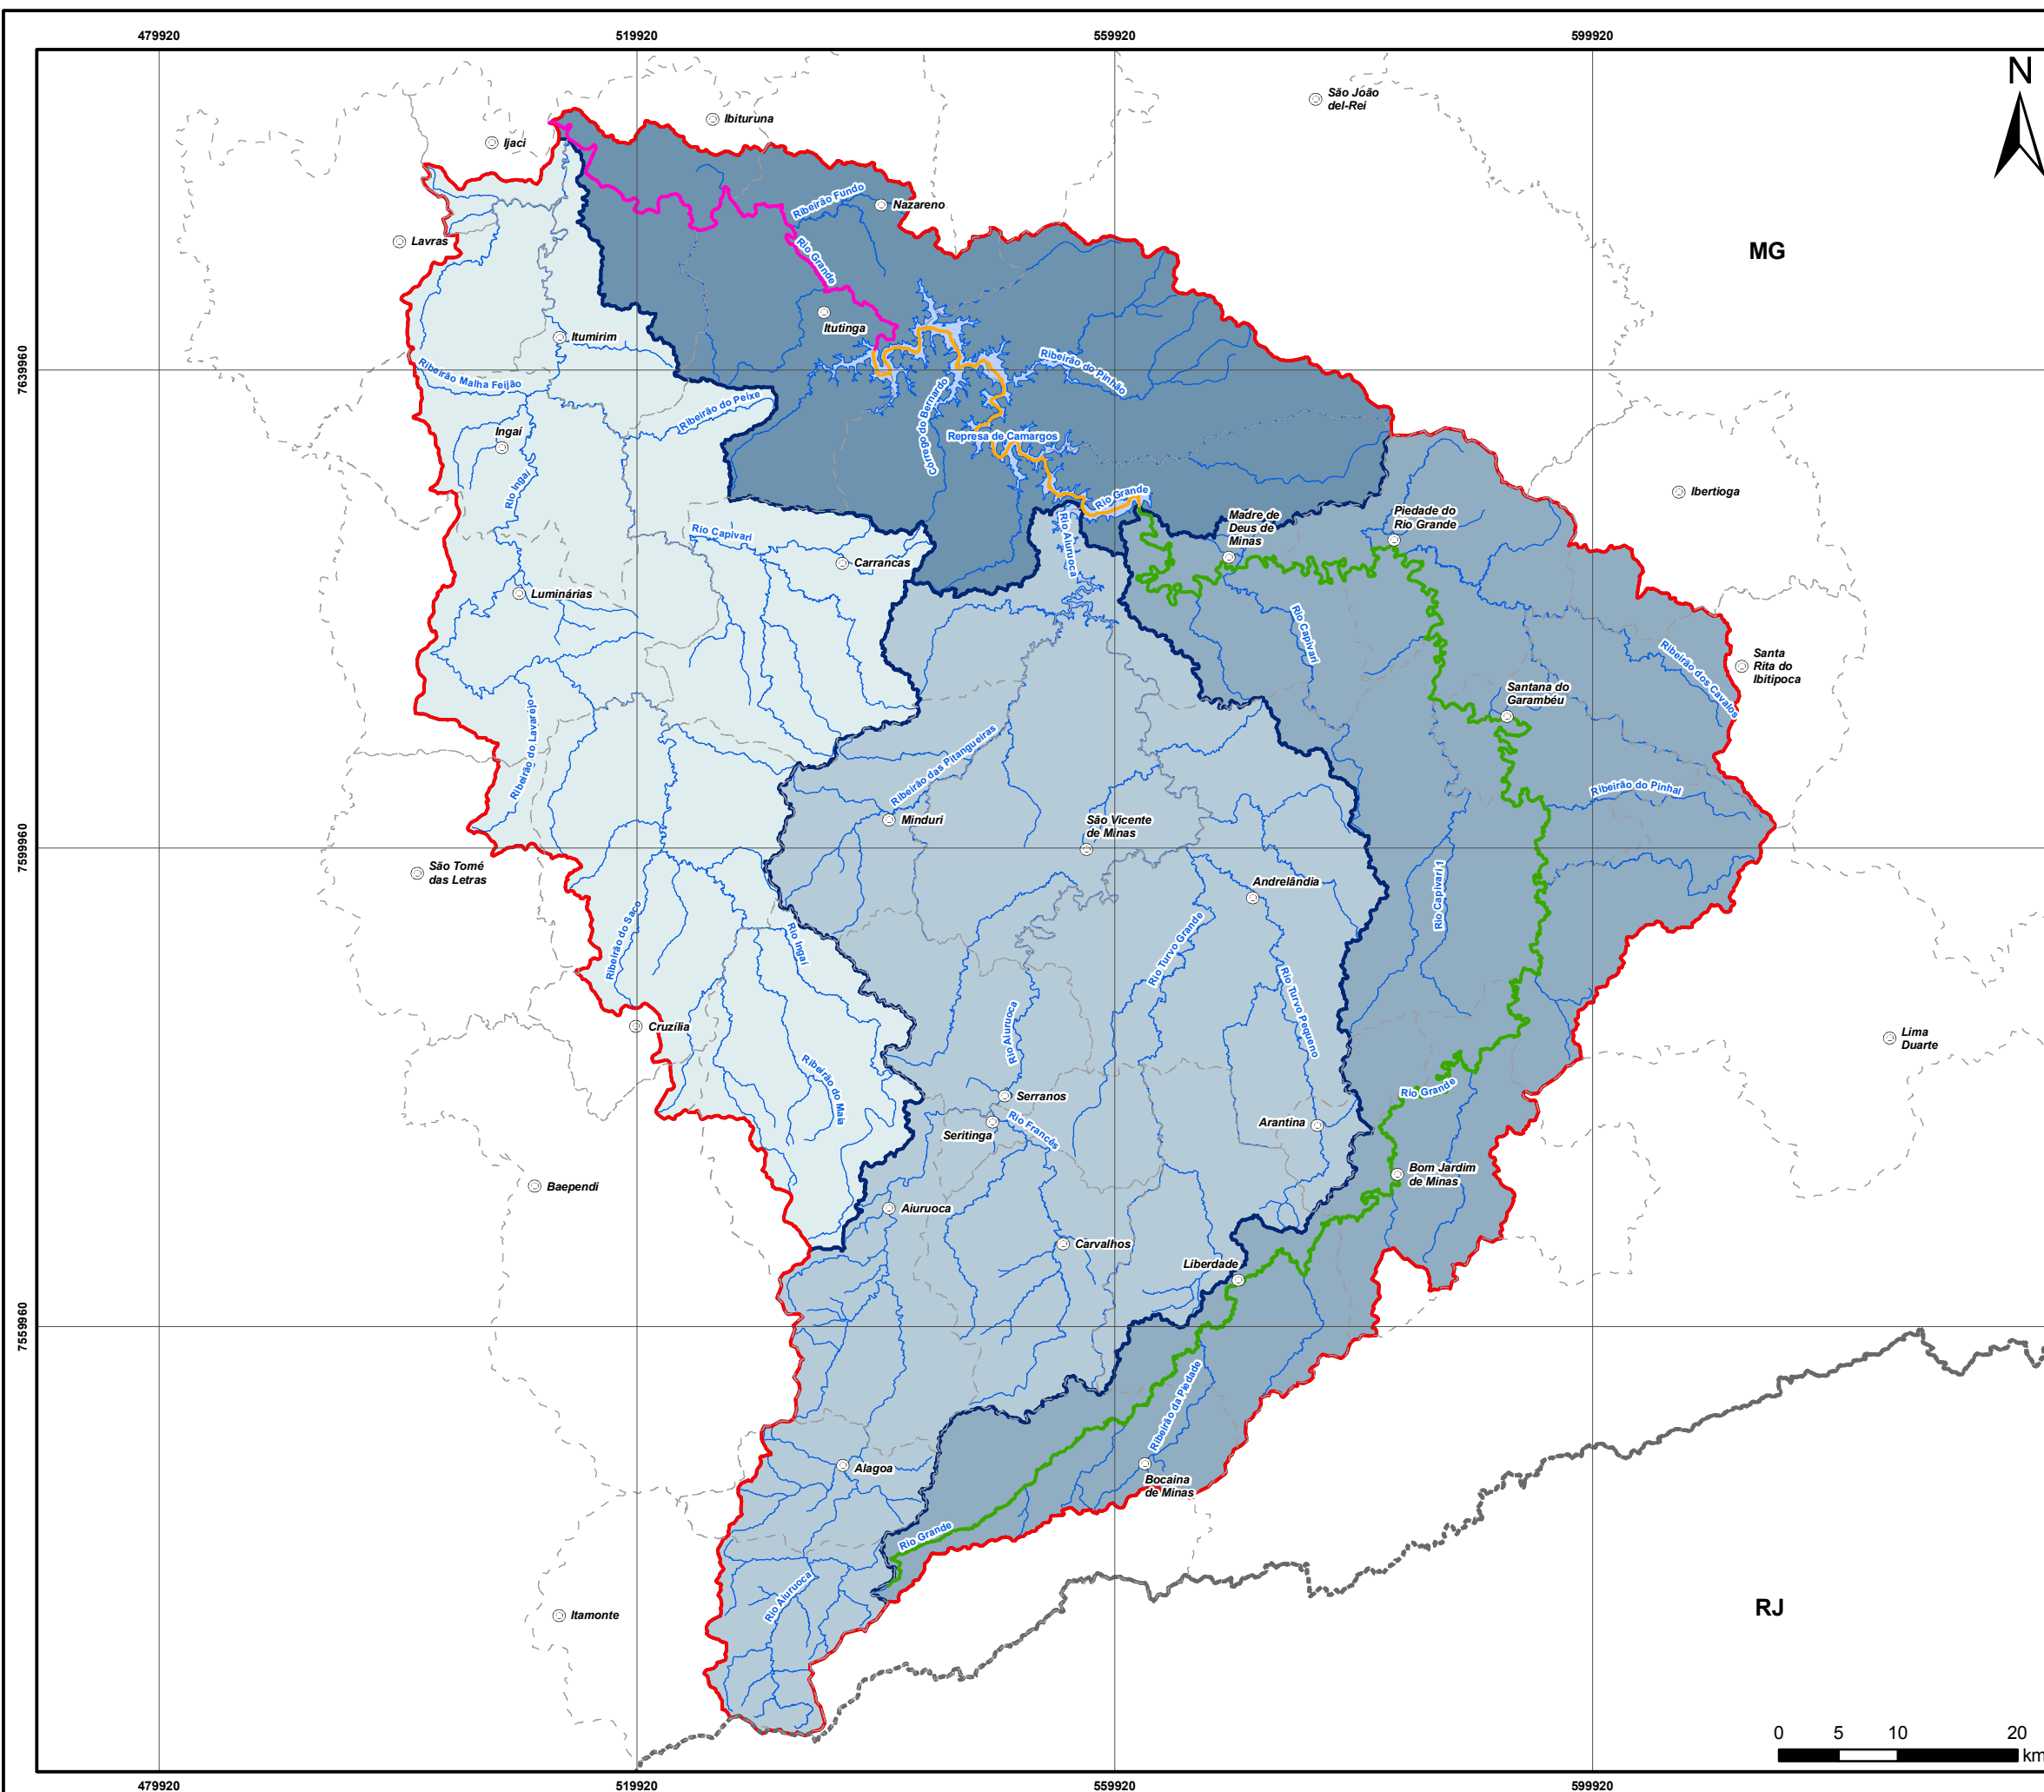 479920
519920
559920
599920
N
São João
del-Rei
Ibituruna
Ijaci
Ribeirão Fundo
Nazareno
Lavras
MG
Rio Grande
Itutinga
Itumirim
7639960
Ribeirão Malha Feijão
Ribeirão do Pinhão
Ribeirão do Peixe
Córrego do Bernardo
Ingaí
Represa de Camargos
Rio Ingaí
Rio Grande
Ibertioga
Madre de
Deus de
Minas
Piedade do
Rio Grande
Rio Capivari
Rio Aiuruoca
Carrancas
Luminárias
Rio Capivari
Ribeirão dos Cavalos
Santa
Rita do
Ibitipoca
Santana do
Garambéu
Ribeirão do Lavarejo
Ribeirão das Pitangueiras
Ribeirão do Pinhal
Minduri
São Vicente
de Minas
7599960
São Tomé
das Letras
Andrelândia
Rio Capivari 1
Ribeirão do Saco
Rio Ingaí
Rio Turvo Grande
Rio Turvo Pequeno
Rio Aiuruoca
Cruzília
Lima
Duarte
Ribeirão do Maia
Rio Grande
Serranos
Seritinga
Rio Francês
Arantina
Bom Jardim
de Minas
Baependi
Aiuruoca
Carvalhos
Liberdade
7559960
Ribeirão da Piedade
Alagoa
Bocaina
de Minas
Rio Grande
Rio Aiuruoca
Itamonte
RJ
0 5 10 20
km
479920
519920
559920
599920